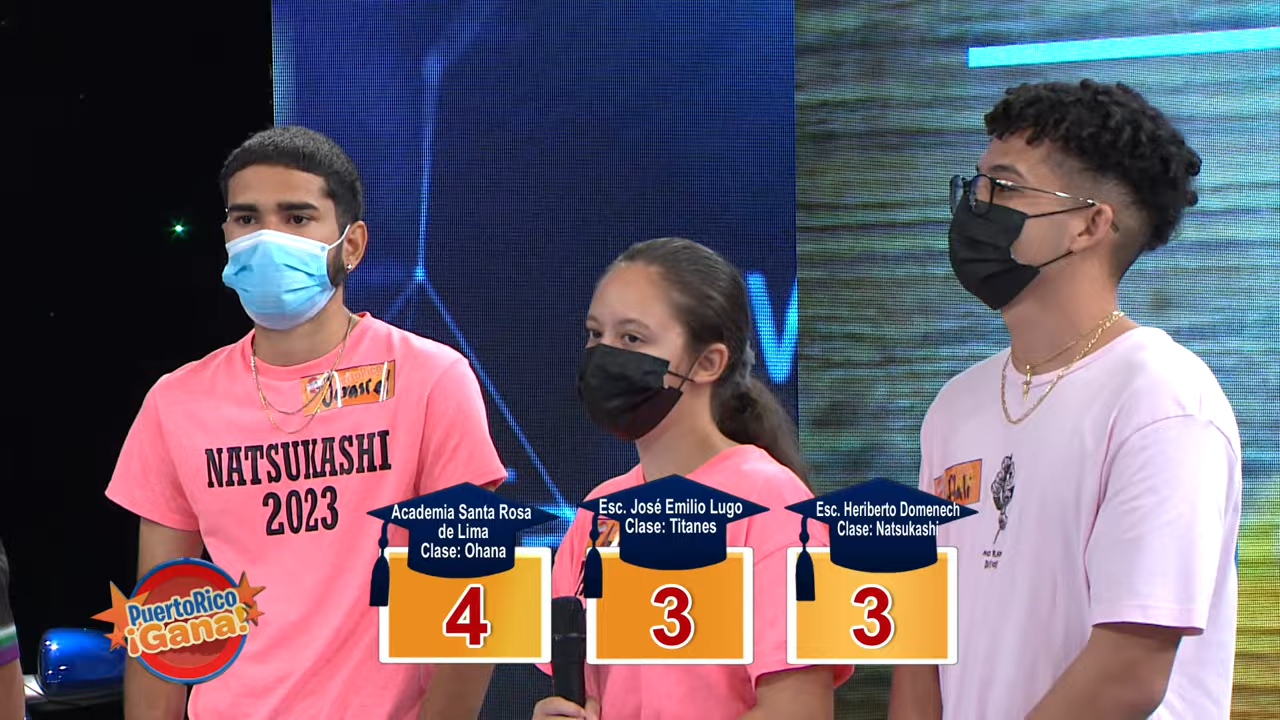 NATSUKASHI
2023
PuertoRico
¡Gana!
Academia Santa Rosa
de Lima
Clase: Ohana
4
Esc. José Emilio Lugo
Clase: Titanes
3
Esc. Heriberto Domenech
Clase: Natsukashi
3